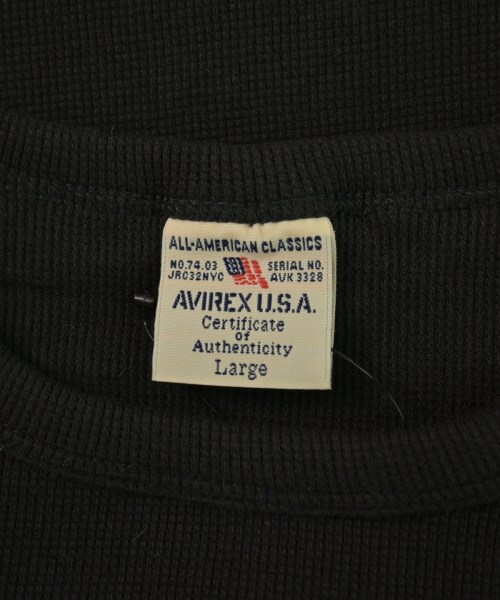 ALL-AMERICAN CLASSICS
NO.74.03 SERIAL NO.
JRC32NYC AVK 3328
AVIREX U.S.A.
Certificate
of
Authenticity
Large